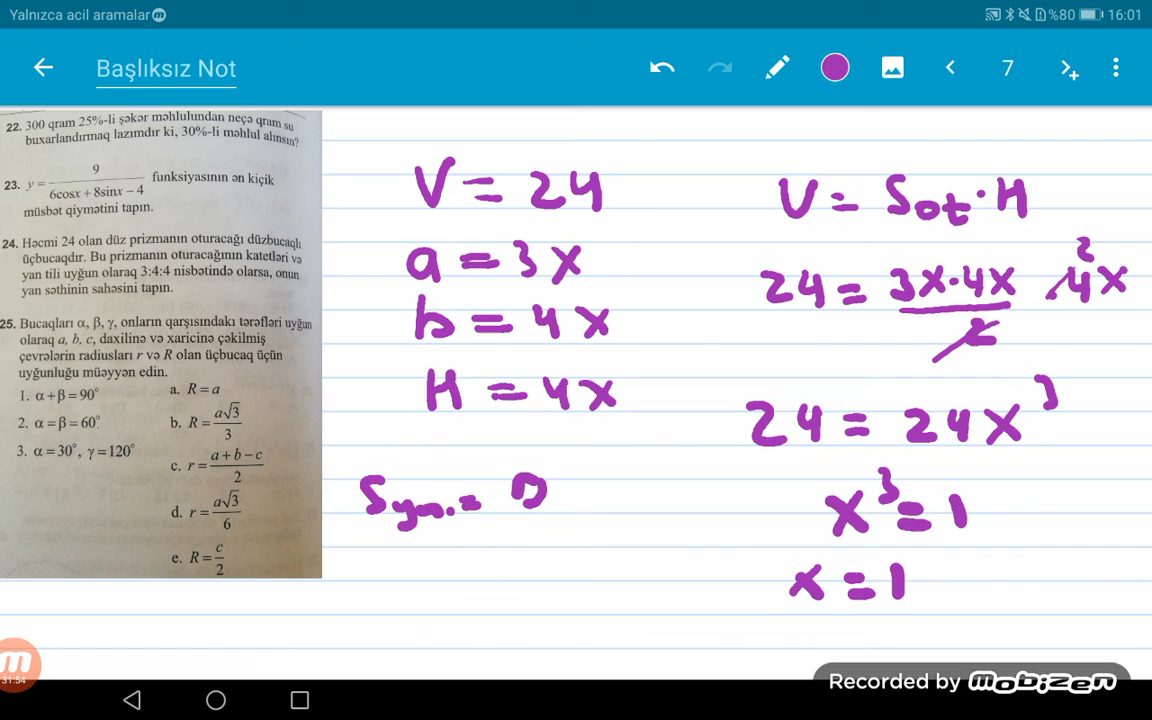 Yalnızca acil aramalar
%80 16:01
Başlıksız Not
7
22. 300 qram 25%-li şəkər məhlulundan neçə qram su
buxarlandırmaq lazımdır ki, 30%-li məhlul alınsın?
23. y = 9 / (6cosx + 8sinx – 4) funksiyasının ən kiçik
müsbət qiymətini tapın.
24. Həcmi 24 olan düz prizmanın oturacağı düzbucaqlı
üçbucaqdır. Bu prizmanın oturacağının katetləri və
yan tili uyğun olaraq 3:4:4 nisbətində olarsa, onun
yan səthinin sahəsini tapın.
25. Bucaqları α, β, γ, onların qarşısındakı tərəfləri uyğun
olaraq a, b, c, daxilinə və xaricinə çəkilmiş
çevrələrin radiusları r və R olan üçbucaq üçün
uyğunluğu müəyyən edin.
1. α + β = 90°
2. α = β = 60°
3. α = 30°, γ = 120°
a. R = a
b. R = a√3 / 3
c. r = (a + b – c) / 2
d. r = a√3 / 6
e. R = c / 2
V = 24
a = 3x
b = 4x
H = 4x
Syan. =
V = Sot · H
24 = 3x · 4x / 2 · 4x
2
24 = 24x³
x³ = 1
x = 1
31:54
Recorded by mobizen